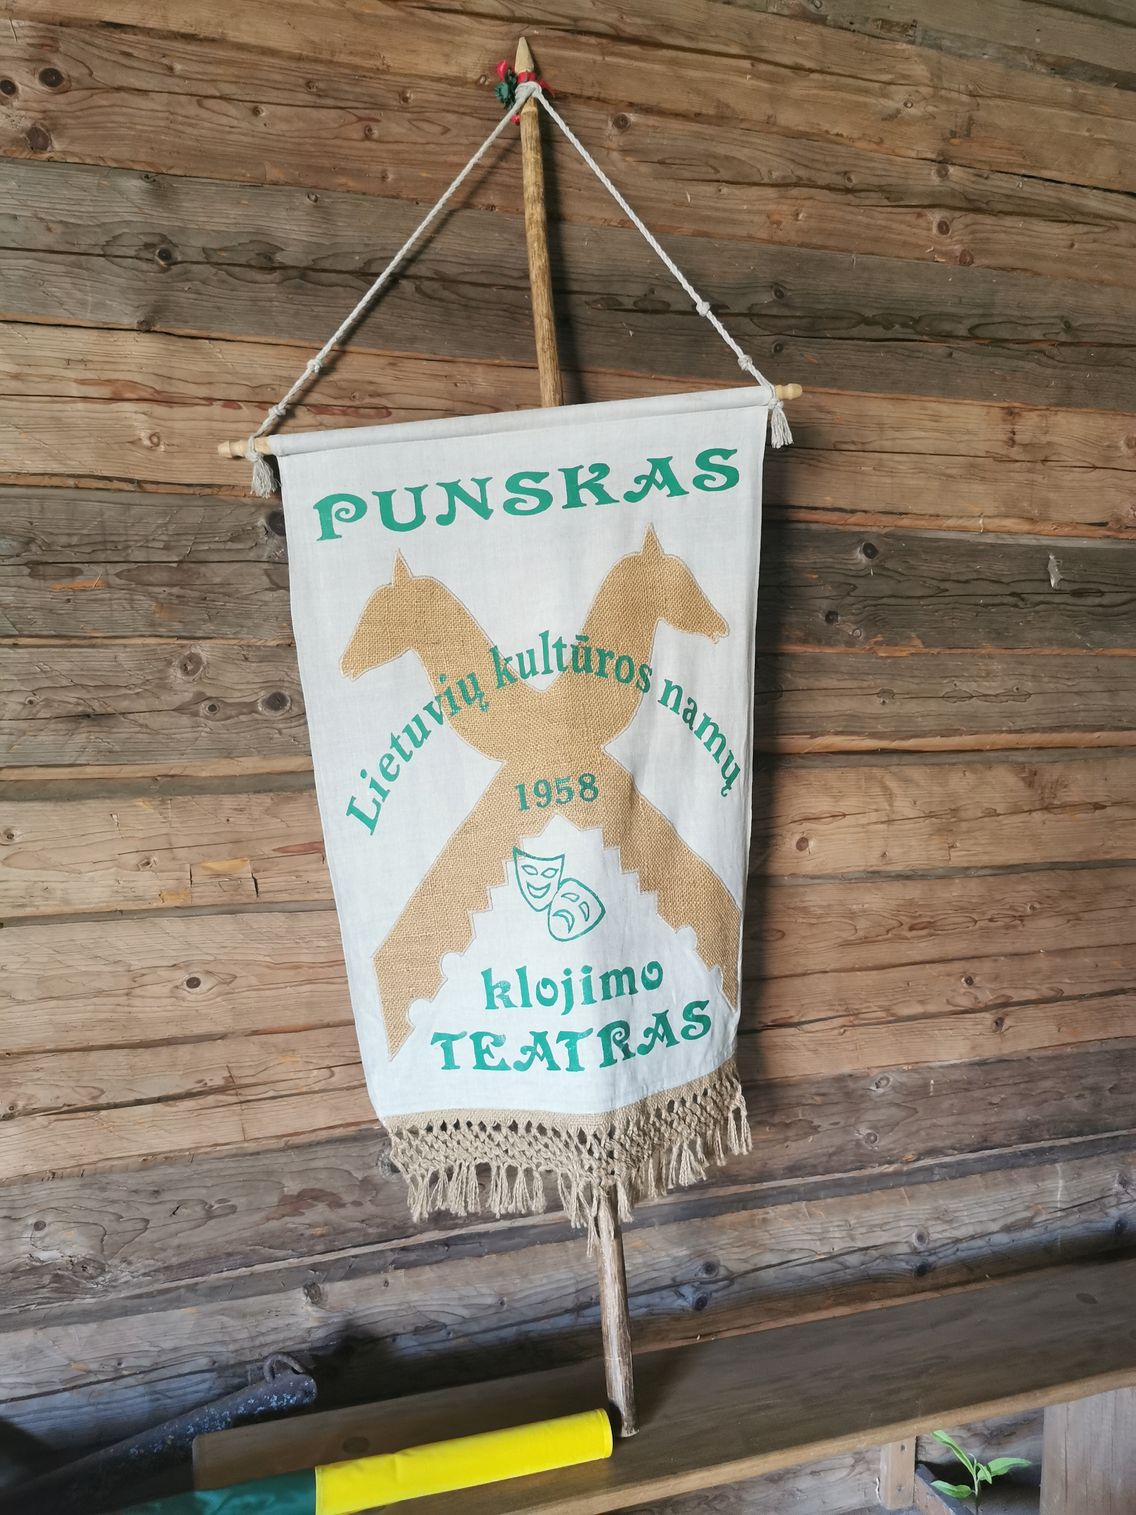 PUNSKAS
Lietuvių kultūros namų
1958
klojimo
TEATRAS